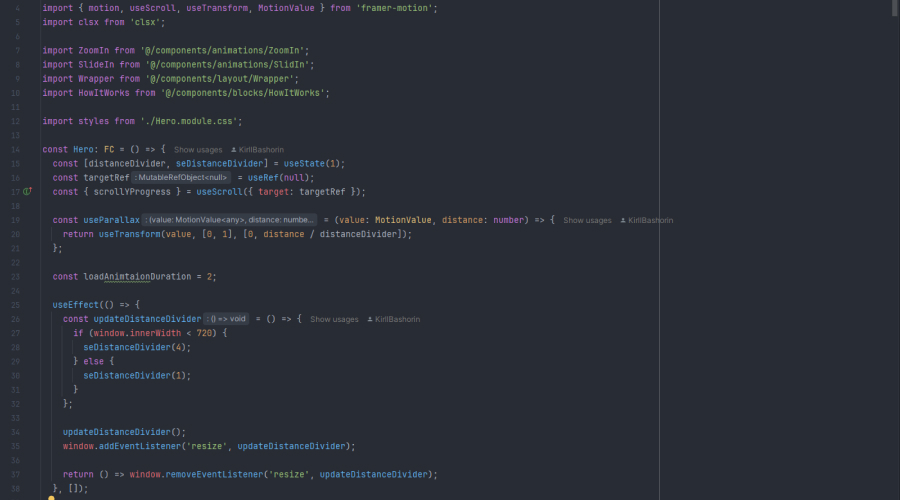 4 import { motion, useScroll, useTransform, MotionValue } from 'framer-motion';
5 import clsx from 'clsx';
6
7 import ZoomIn from '@/components/animations/ZoomIn';
8 import SlideIn from '@/components/animations/SlidIn';
9 import Wrapper from '@/components/layout/Wrapper';
10 import HowItWorks from '@/components/blocks/HowItWorks';
11
12 import styles from './Hero.module.css';
13
14 const Hero: FC = () => { Show usages KirilBashorin
15 const [distanceDivider, seDistanceDivider] = useState(1);
16 const targetRef : MutableRefObject<null> = useRef(null);
17 const { scrollYProgress } = useScroll({ target: targetRef });
18
19 const useParallax : (value: MotionValue<any>, distance: numbe... = (value: MotionValue, distance: number) => { Show usages KirilBashorin
20 return useTransform(value, [0, 1], [0, distance / distanceDivider]);
21 };
22
23 const loadAnimtaionDuration = 2;
24
25 useEffect(() => {
26 const updateDistanceDivider : () => void = () => { Show usages KirilBashorin
27 if (window.innerWidth < 720) {
28 seDistanceDivider(4);
29 } else {
30 seDistanceDivider(1);
31 }
32 };
33
34 updateDistanceDivider();
35 window.addEventListener('resize', updateDistanceDivider);
36
37 return () => window.removeEventListener('resize', updateDistanceDivider);
38 }, []);